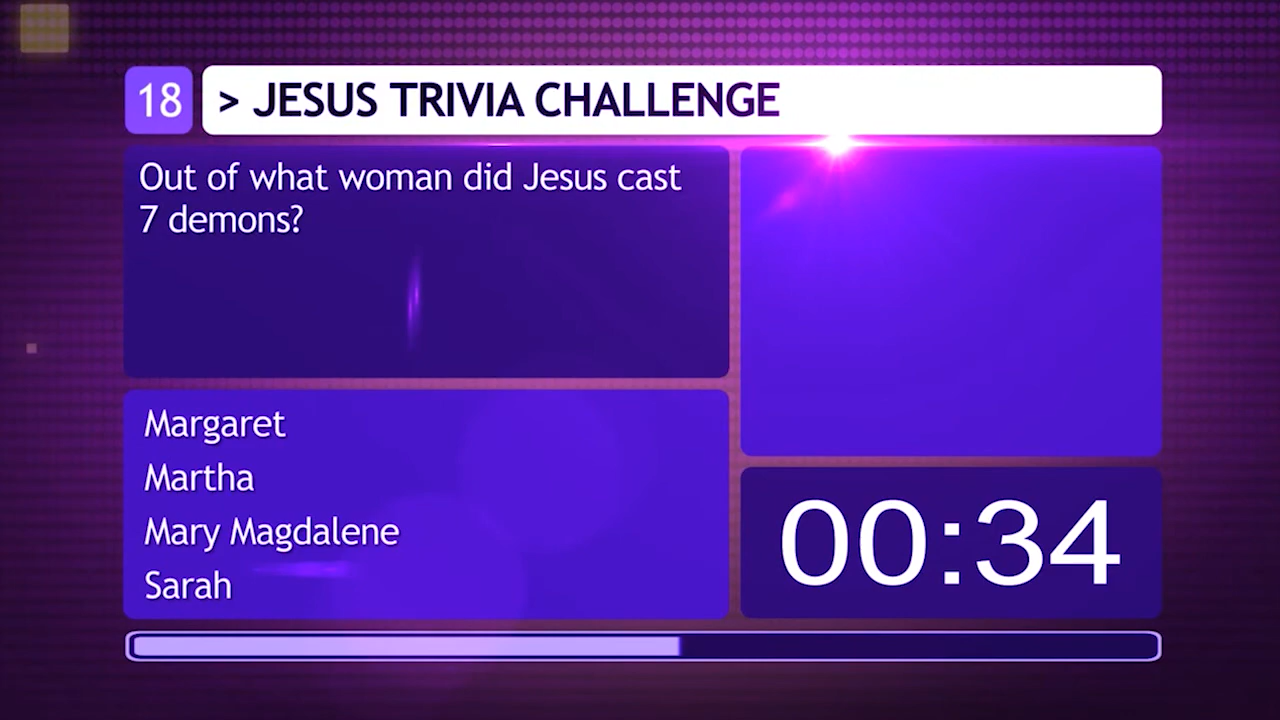 18 > JESUS TRIVIA CHALLENGE
Out of what woman did Jesus cast
7 demons?
Margaret
Martha
Mary Magdalene
Sarah
00:34